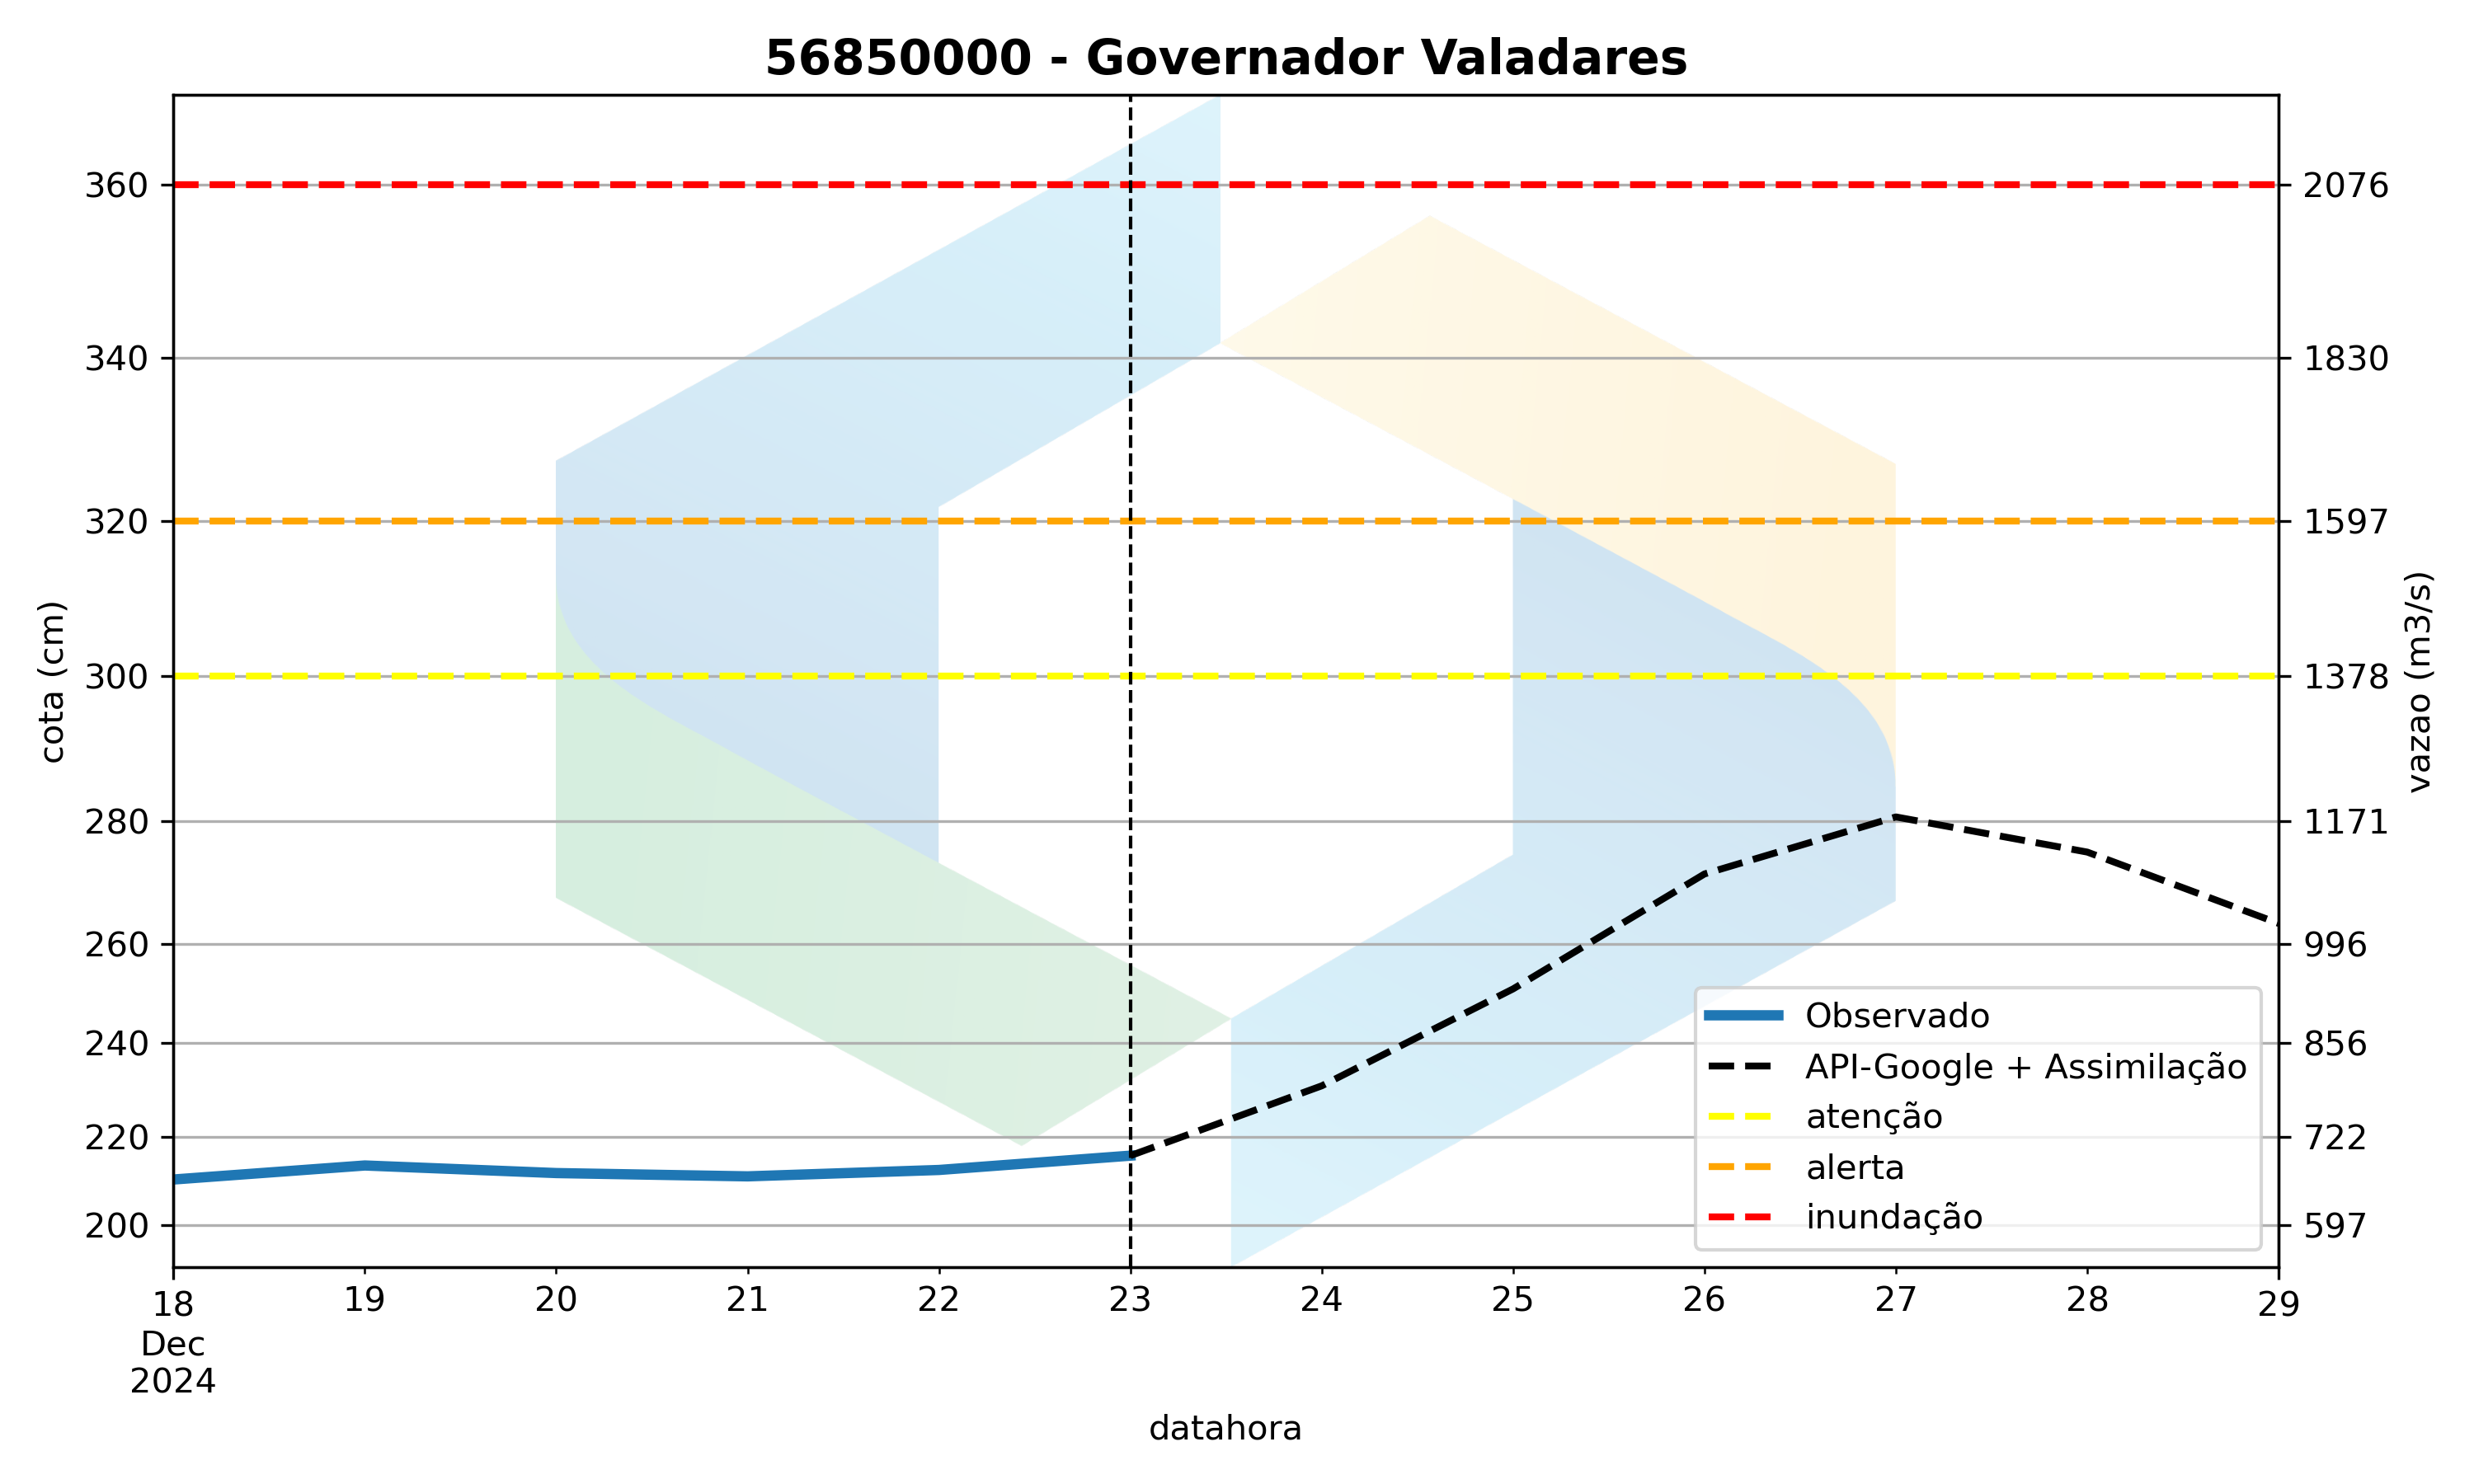 56850000 - Governador Valadares
360
340
320
300
280
260
240
220
200
cota (cm)
2076
1830
1597
1378
1171
996
856
722
597
vazao (m3/s)
Observado
API-Google + Assimilação
atenção
alerta
inundação
18 19 20 21 22 23 24 25 26 27 28 29
Dec
2024
datahora